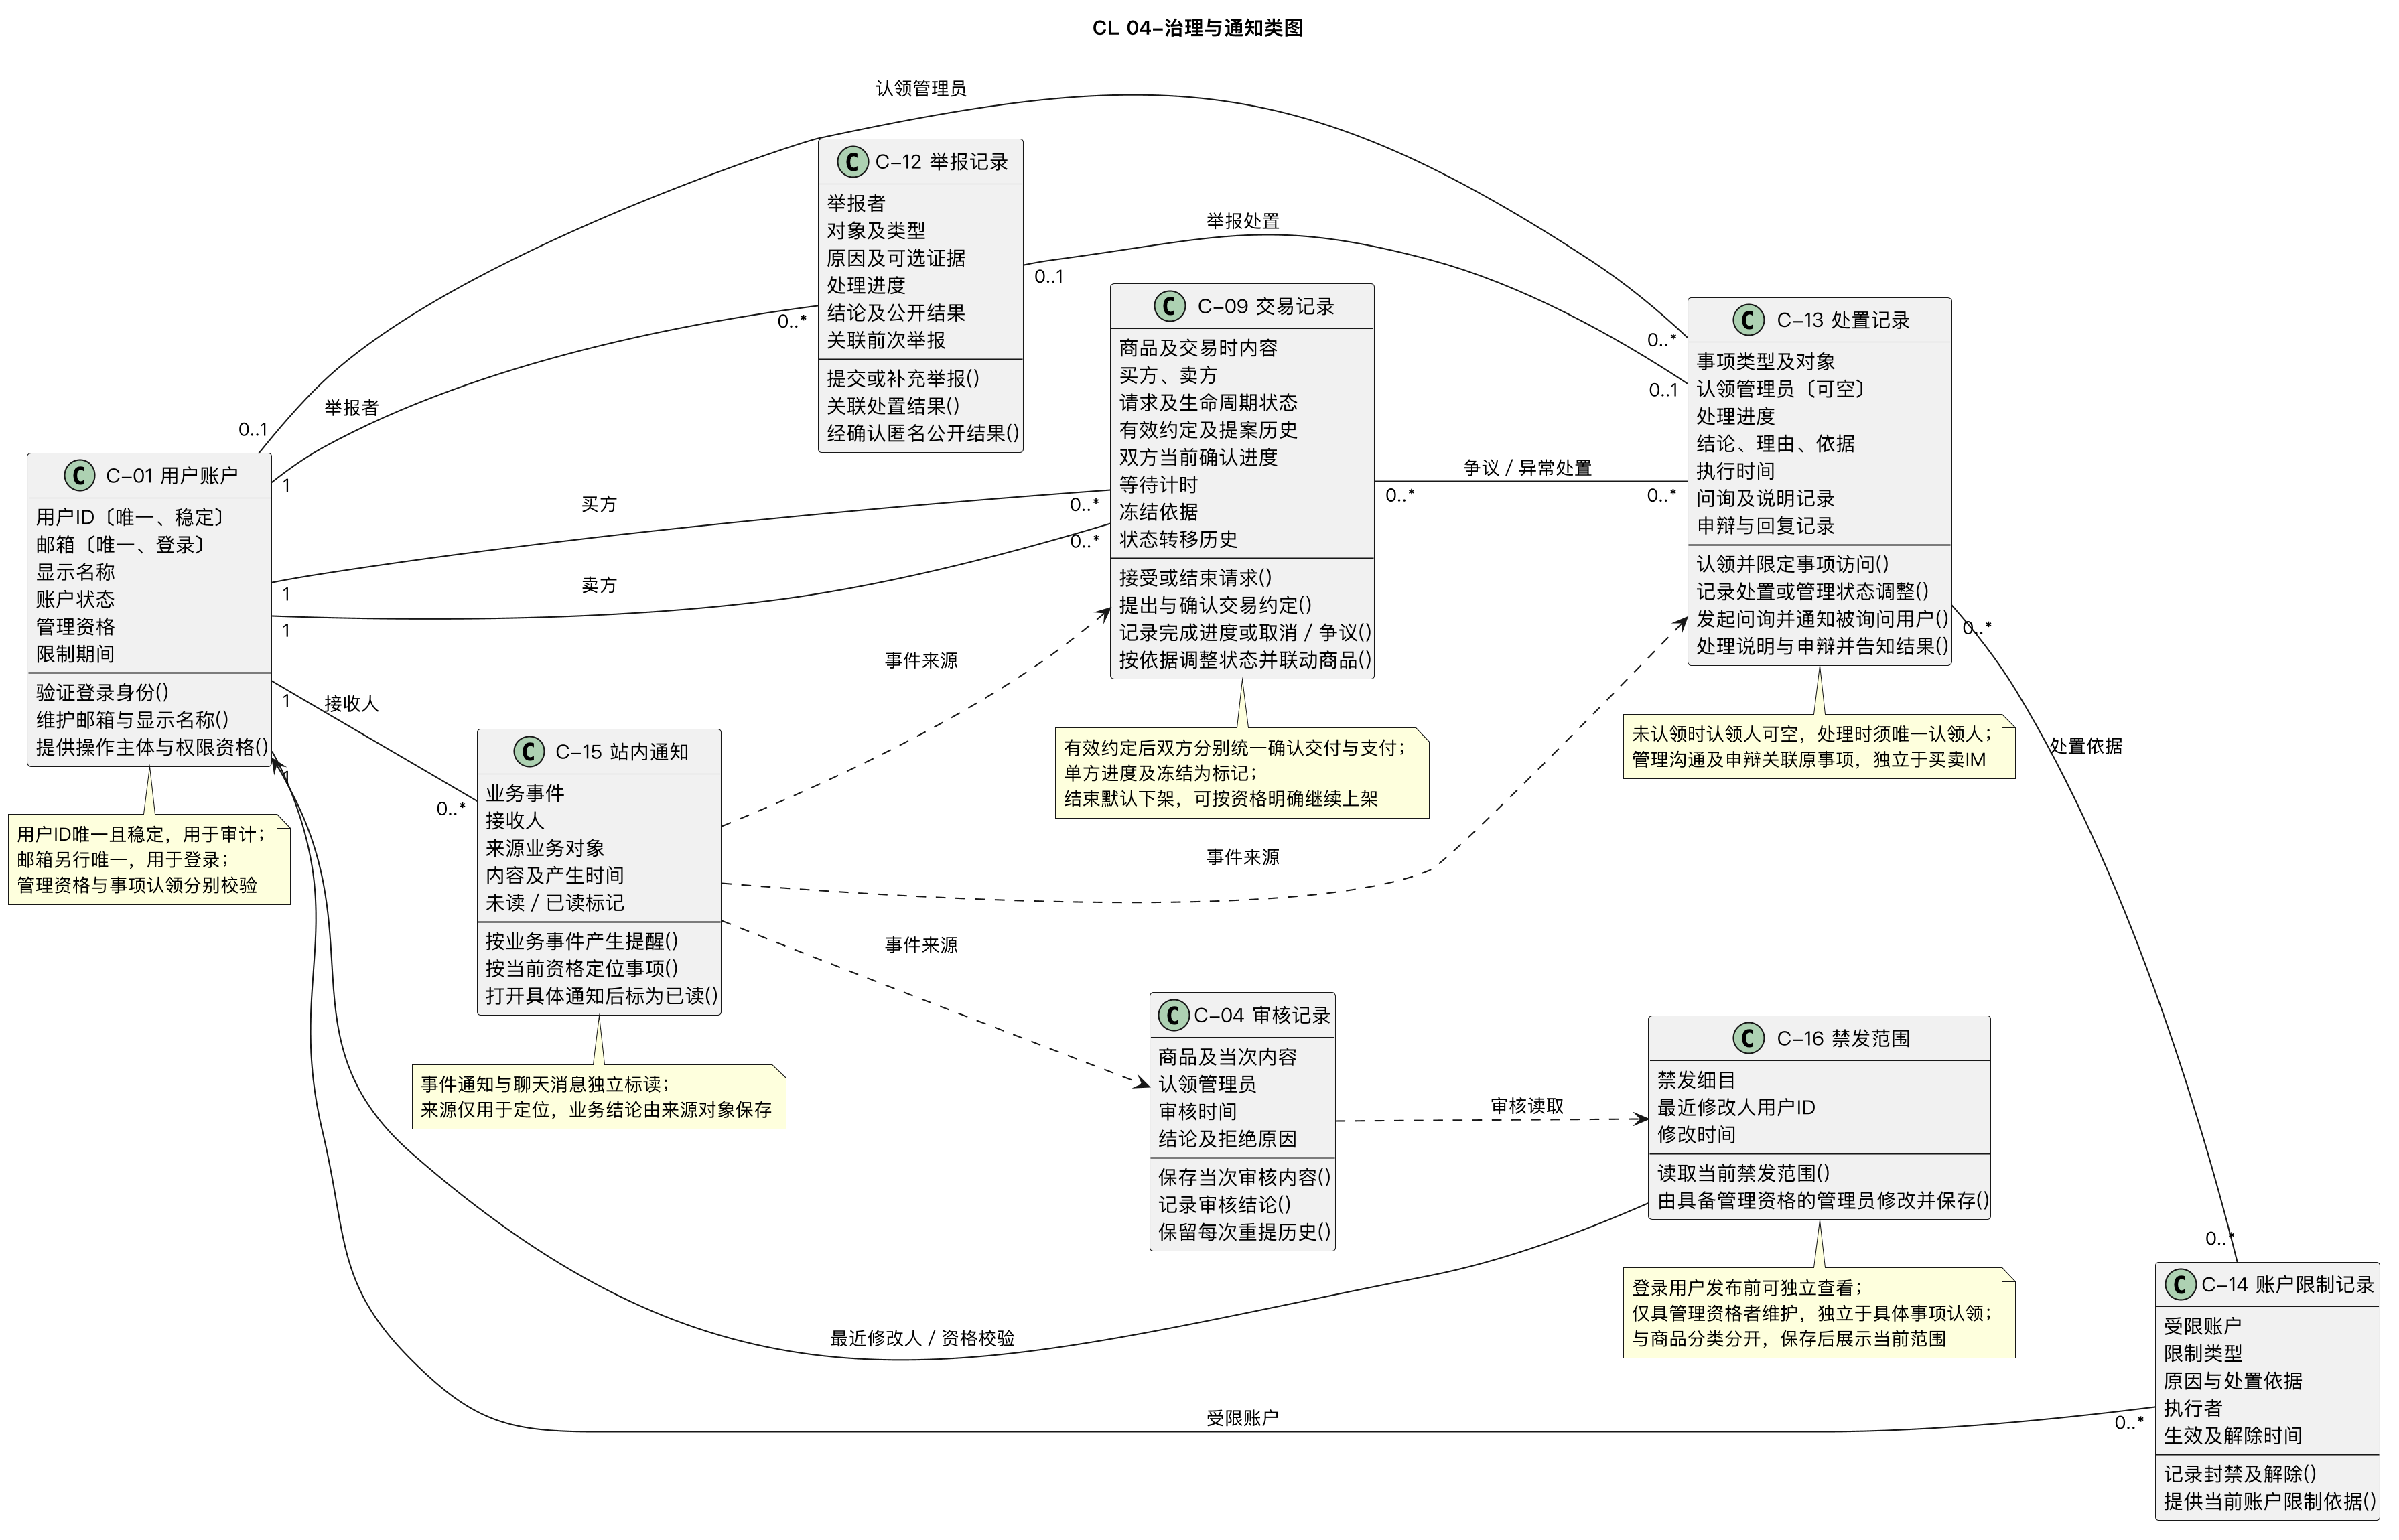 CL 04–治理与通知类图
认领管理员
C–12 举报记录
举报者
对象及类型
原因及可选证据
处理进度
结论及公开结果
关联前次举报
提交或补充举报()
关联处置结果()
经确认匿名公开结果()
举报处置
0..1
0..1
0..*
C–09 交易记录
商品及交易时内容
买方、卖方
请求及生命周期状态
有效约定及提案历史
双方当前确认进度
等待计时
冻结依据
状态转移历史
接受或结束请求()
提出与确认交易约定()
记录完成进度或取消 / 争议()
按依据调整状态并联动商品()
有效约定后双方分别统一确认交付与支付；
单方进度及冻结为标记；
结束默认下架，可按资格明确继续上架
争议 / 异常处置
0..*
0..*
C–13 处置记录
事项类型及对象
认领管理员〔可空〕
处理进度
结论、理由、依据
执行时间
问询及说明记录
申辩与回复记录
认领并限定事项访问()
记录处置或管理状态调整()
发起问询并通知被询问用户()
处理说明与申辩并告知结果()
未认领时认领人可空，处理时须唯一认领人；
管理沟通及申辩关联原事项，独立于买卖IM
0..*
处置依据
0..*
0..1
举报者
1
0..*
C–01 用户账户
用户ID〔唯一、稳定〕
邮箱〔唯一、登录〕
显示名称
账户状态
管理资格
限制期间
验证登录身份()
维护邮箱与显示名称()
提供操作主体与权限资格()
用户ID唯一且稳定，用于审计；
邮箱另行唯一，用于登录；
管理资格与事项认领分别校验
买方
1
0..*
卖方
1
0..*
接收人
1
0..*
1
C–15 站内通知
业务事件
接收人
来源业务对象
内容及产生时间
未读 / 已读标记
按业务事件产生提醒()
按当前资格定位事项()
打开具体通知后标为已读()
事件通知与聊天消息独立标读；
来源仅用于定位，业务结论由来源对象保存
事件来源
事件来源
事件来源
C–04 审核记录
商品及当次内容
认领管理员
审核时间
结论及拒绝原因
保存当次审核内容()
记录审核结论()
保留每次重提历史()
审核读取
C–16 禁发范围
禁发细目
最近修改人用户ID
修改时间
读取当前禁发范围()
由具备管理资格的管理员修改并保存()
登录用户发布前可独立查看；
仅具管理资格者维护，独立于具体事项认领；
与商品分类分开，保存后展示当前范围
最近修改人 / 资格校验
受限账户
0..*
C–14 账户限制记录
受限账户
限制类型
原因与处置依据
执行者
生效及解除时间
记录封禁及解除()
提供当前账户限制依据()